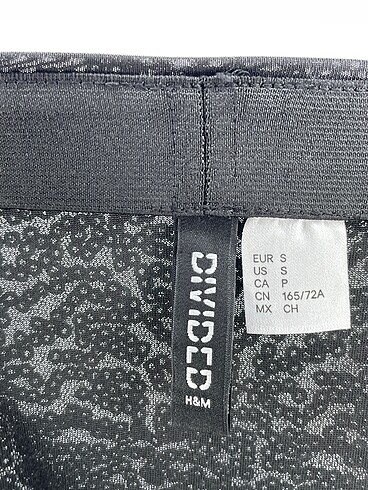 DIVIDED
H&M
EUR S
US S
CA P
CN 165/72A
MX CH